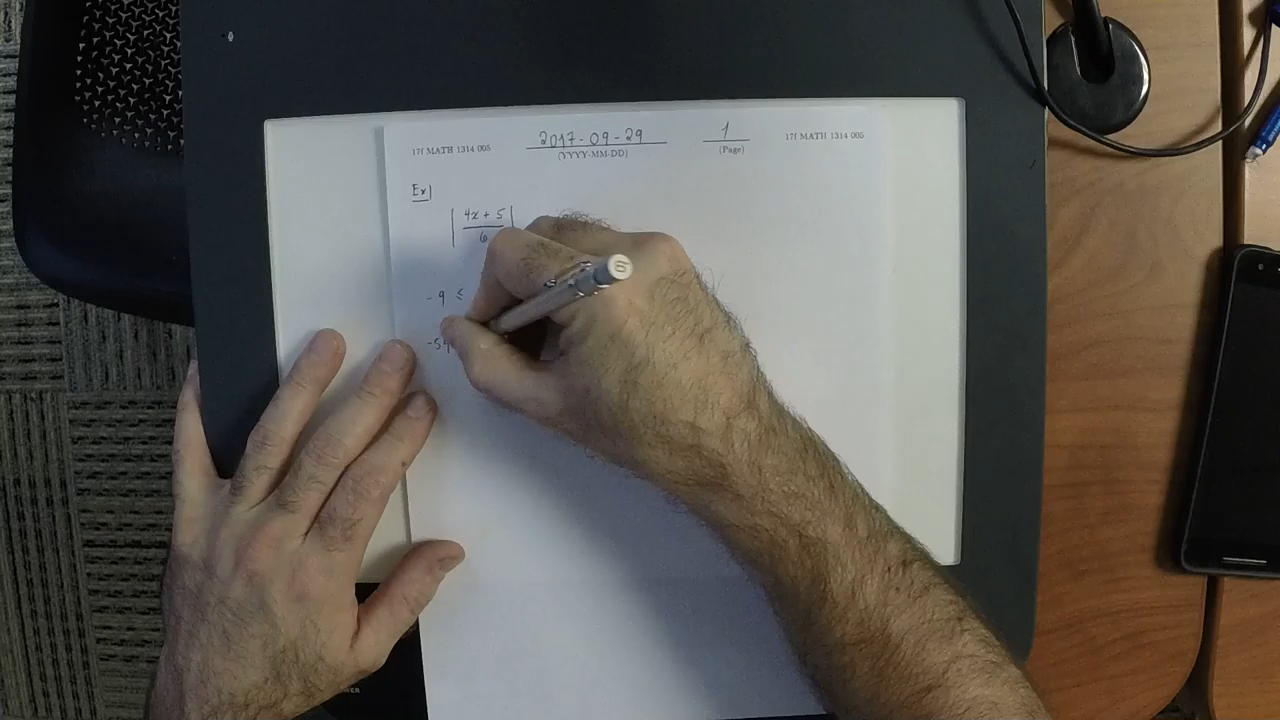 17f MATH 1314 005 2017-09-29 1 17f MATH 1314 005
(YYYY-MM-DD) (Page)
Ex
4x + 5
6
-9 ≤
-54